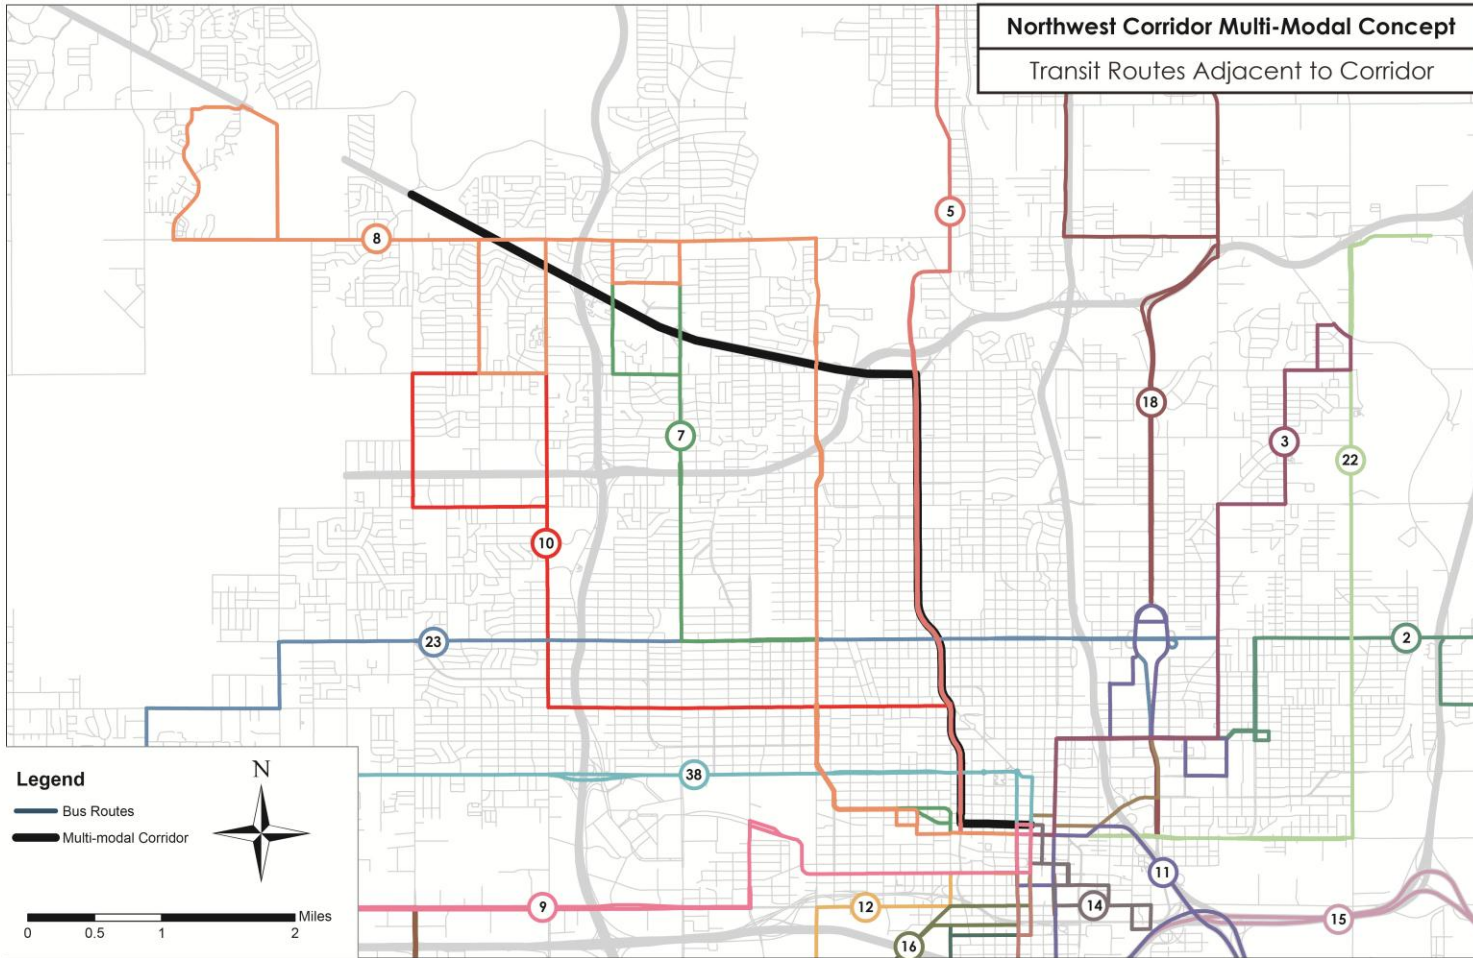 Northwest Corridor Multi-Modal Concept
Transit Routes Adjacent to Corridor
5
8
18
7
3
22
10
23
2
38
11
9
12
14
15
16
Legend
N
Bus Routes
Multi-modal Corridor
Miles
0 0.5 1 2